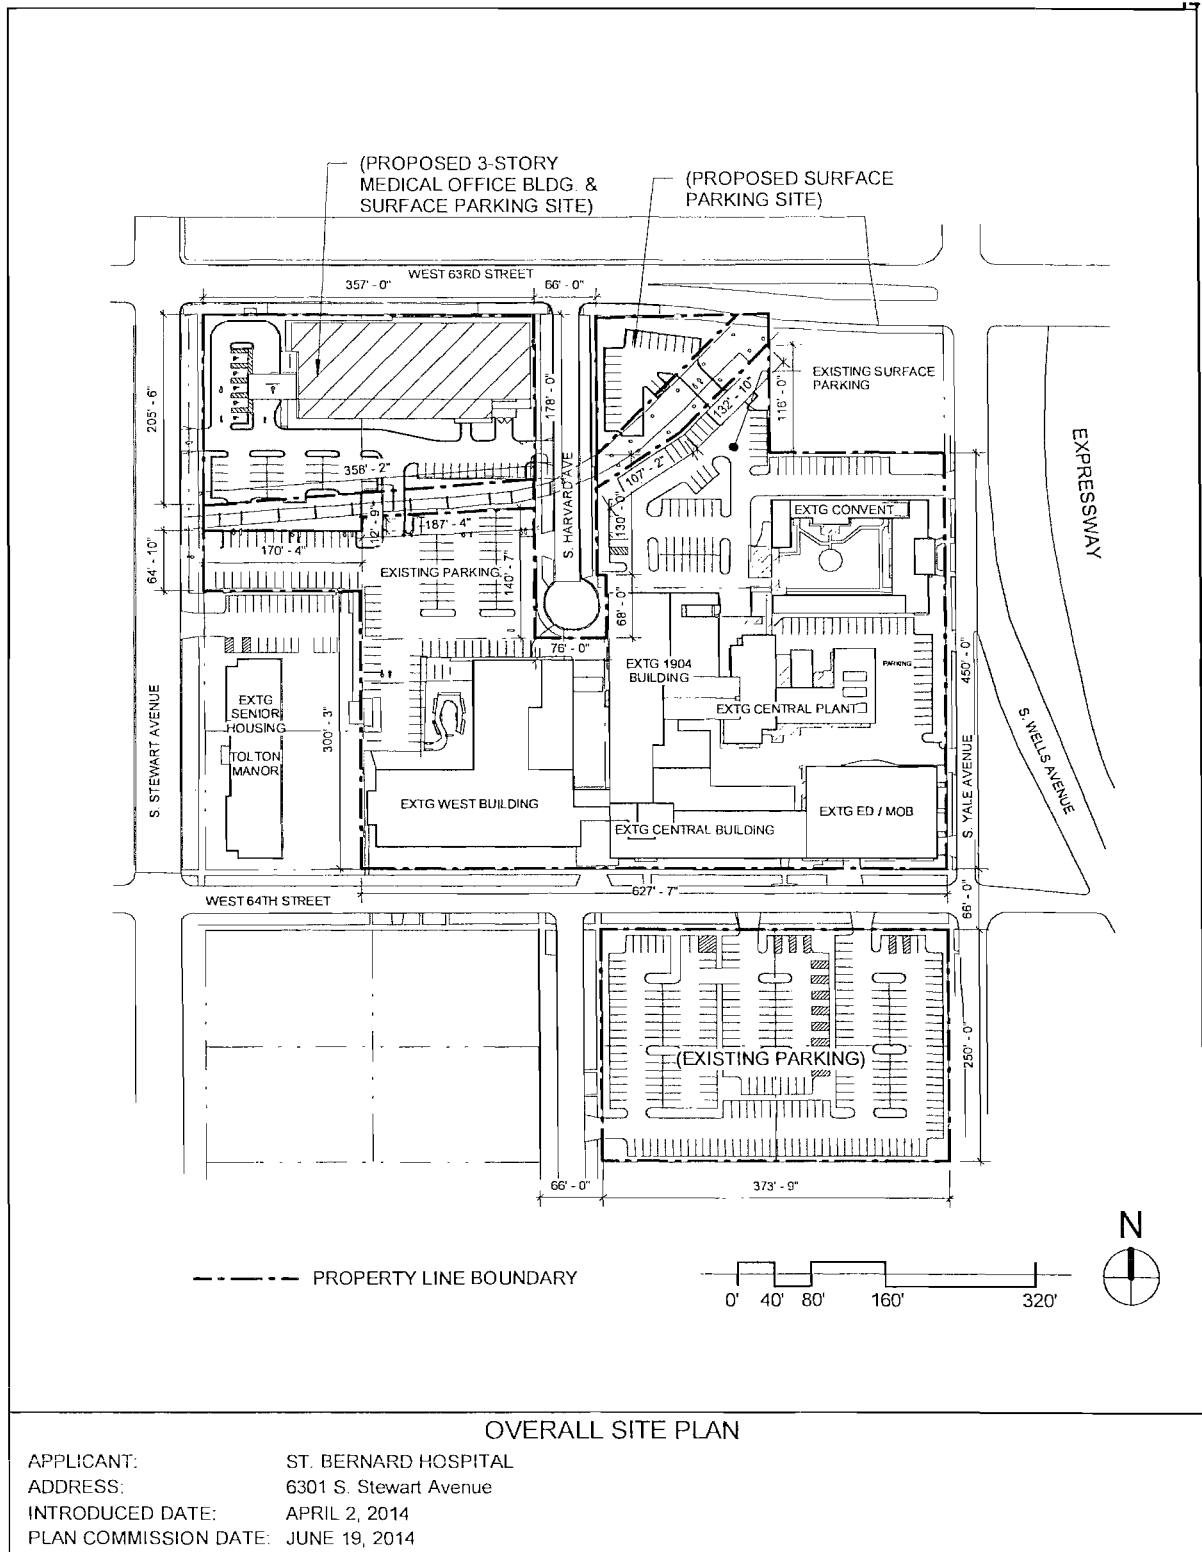 (PROPOSED 3-STORY
MEDICAL OFFICE BLDG. &
SURFACE PARKING SITE)
(PROPOSED SURFACE
PARKING SITE)
WEST 63RD STREET
357' - 0"
66' - 0"
205' - 6"
178' - 0"
S. HARVARD AVE
132' - 10"
116' - 0"
EXISTING SURFACE
PARKING
EXPRESSWAY
358' - 2"
107' - 2"
130' - 0"
12' - 9"
187' - 4"
170' - 4"
64' - 10"
EXISTING PARKING
140' - 7"
EXTG CONVENT
68' - 0"
76' - 0"
EXTG 1904
BUILDING
PARKING
450' - 0"
EXTG
SENIOR
HOUSING
TOLTON
MANOR
300' - 3"
S. STEWART AVENUE
EXTG CENTRAL PLANT
S. WELLS AVENUE
S. YALE AVENUE
EXTG WEST BUILDING
EXTG CENTRAL BUILDING
EXTG ED / MOB
WEST 64TH STREET
627' - 7"
66' - 0"
(EXISTING PARKING)
250' - 0"
66' - 0"
373' - 9"
N
PROPERTY LINE BOUNDARY
0' 40' 80' 160' 320'
OVERALL SITE PLAN
APPLICANT: ST. BERNARD HOSPITAL
ADDRESS: 6301 S. Stewart Avenue
INTRODUCED DATE: APRIL 2, 2014
PLAN COMMISSION DATE: JUNE 19, 2014